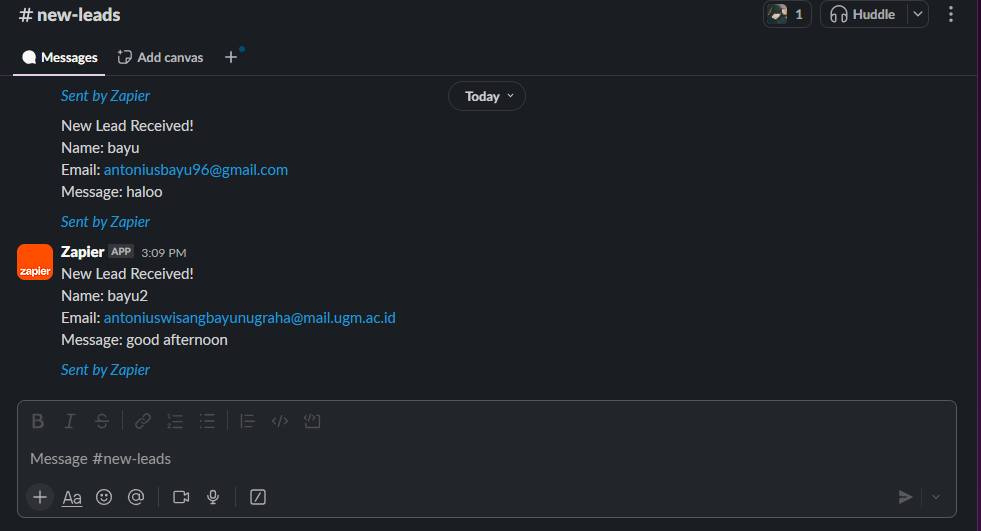 # new-leads
1
Huddle
Messages
Add canvas
Sent by Zapier
Today
New Lead Received!
Name: bayu
Email: antoniusbayu96@gmail.com
Message: haloo
Sent by Zapier
zapier
Zapier APP 3:09 PM
New Lead Received!
Name: bayu2
Email: antoniuswisangbayunugraha@mail.ugm.ac.id
Message: good afternoon
Sent by Zapier
Message #new-leads
Aa